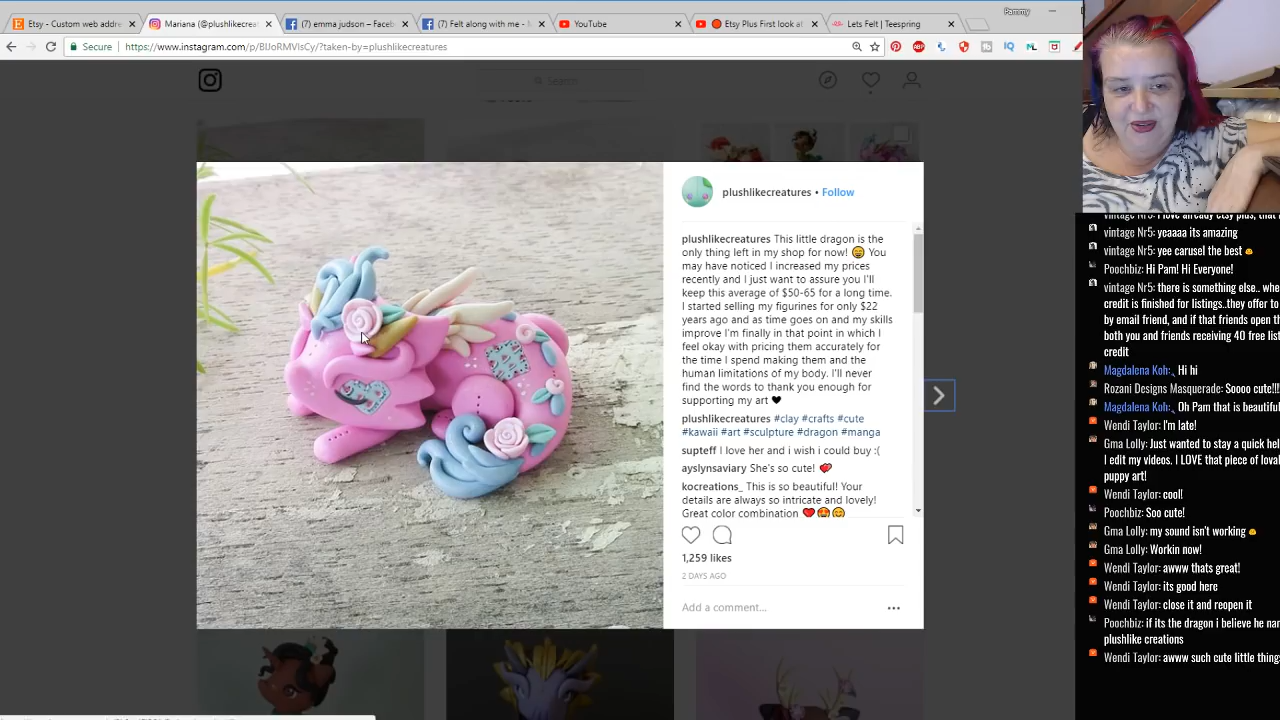 Pammy
Etsy - Custom web addre
Mariana (@plushlikecreat
(7) emma judson – Faceb
(7) Felt along with me -
YouTube
Etsy Plus First look at
Lets Felt | Teespring
Secure
https://www.instagram.com/p/BUoRMVlsCy/?taken-by=plushlikecreatures
Search
plushlikecreatures • Follow
plushlikecreatures This little dragon is the
only thing left in my shop for now! 😄 You
may have noticed I increased my prices
recently and I just want to assure you I'll
keep this average of $50-65 for a long time.
I started selling my figurines for only $22
years ago and as time goes on and my skills
improve I'm finally in that point in which I
feel okay with pricing them accurately for
the time I spend making them and the
human limitations of my body. I'll never
find the words to thank you enough for
supporting my art ♥
plushlikecreatures #clay #crafts #cute
#kawaii #art #sculpture #dragon #manga
supteff I love her and i wish i could buy :(
ayslynsaviary She's so cute! 💕
kocreations_ This is so beautiful! Your
details are always so intricate and lovely!
Great color combination ❤️😍😊
1,259 likes
2 DAYS AGO
Add a comment...
vintage Nr5: I love already etsy plus, that
vintage Nr5: yeaaaa its amazing
vintage Nr5: yee carusel the best
Poochbiz: Hi Pam! Hi Everyone!
vintage Nr5: there is something else.. whe
credit is finished for listings..they offer to
by email friend, and if that friends open th
both you and friends receiving 40 free lis
credit
Magdalena Koh: Hi hi
Rozani Designs Masquerade: Soooo cute!!!
Magdalena Koh: Oh Pam that is beautiful
Wendi Taylor: I'm late!
Gma Lolly: Just wanted to stay a quick hel
I edit my videos. I LOVE that piece of lova
puppy art!
Wendi Taylor: cool!
Poochbiz: Soo cute!
Gma Lolly: my sound isn't working
Gma Lolly: Workin now!
Wendi Taylor: awww thats great!
Wendi Taylor: its good here
Wendi Taylor: close it and reopen it
Poochbiz: if its the dragon i believe he nam
plushlike creations
Wendi Taylor: awww such cute little thing